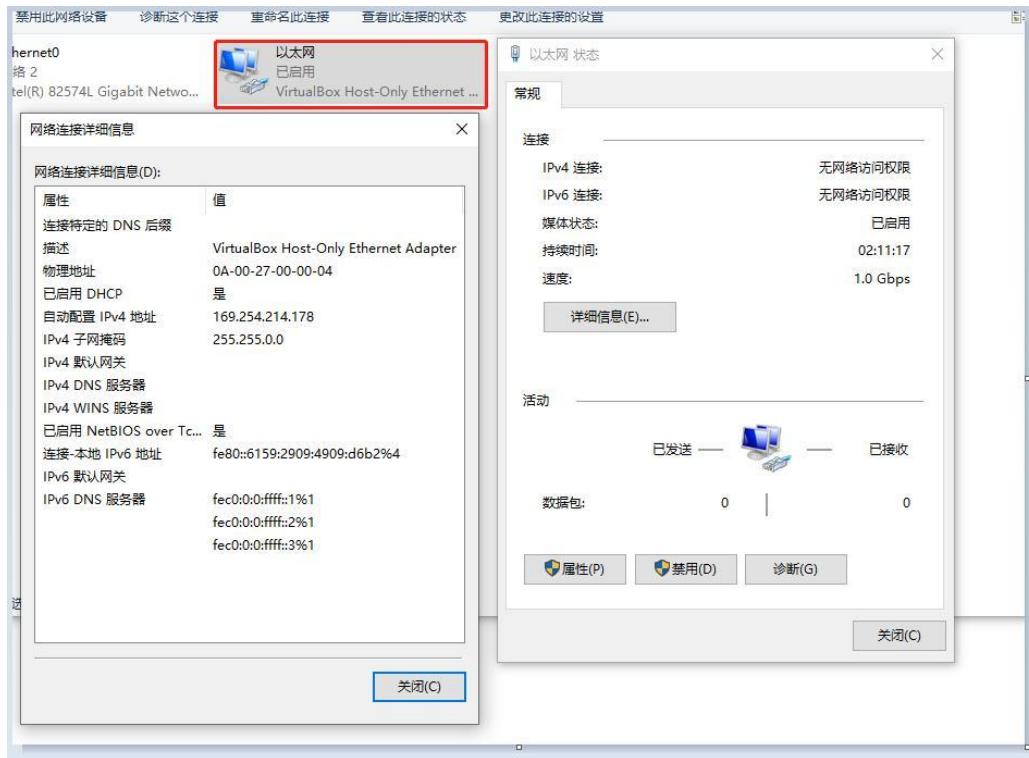 禁用此网络设备 诊断这个连接 重命名此连接 查看此连接的状态 更改此连接的设置
hernet0
络 2
tel(R) 82574L Gigabit Netwo...
以太网
已启用
VirtualBox Host-Only Ethernet ...
网络连接详细信息
网络连接详细信息(D):
属性 值
连接特定的 DNS 后缀
描述 VirtualBox Host-Only Ethernet Adapter
物理地址 0A-00-27-00-00-04
已启用 DHCP 是
自动配置 IPv4 地址 169.254.214.178
IPv4 子网掩码 255.255.0.0
IPv4 默认网关
IPv4 DNS 服务器
IPv4 WINS 服务器
已启用 NetBIOS over Tc... 是
连接-本地 IPv6 地址 fe80::6159:2909:4909:d6b2%4
IPv6 默认网关
IPv6 DNS 服务器 fec0:0:0:ffff::1%1
fec0:0:0:ffff::2%1
fec0:0:0:ffff::3%1
关闭(C)
以太网 状态
常规
连接
IPv4 连接: 无网络访问权限
IPv6 连接: 无网络访问权限
媒体状态: 已启用
持续时间: 02:11:17
速度: 1.0 Gbps
详细信息(E)...
活动
已发送 已接收
数据包: 0 0
属性(P) 禁用(D) 诊断(G)
关闭(C)
选